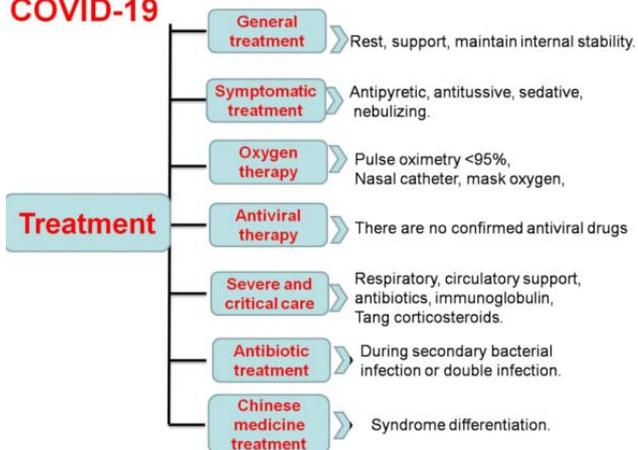 COVID-19
General
treatment
Rest, support, maintain internal stability.
Symptomatic
treatment
Antipyretic, antitussive, sedative,
nebulizing.
Oxygen
therapy
Pulse oximetry <95%,
Nasal catheter, mask oxygen,
Treatment
Antiviral
therapy
There are no confirmed antiviral drugs
Severe and
critical care
Respiratory, circulatory support,
antibiotics, immunoglobulin,
Tang corticosteroids.
Antibiotic
treatment
During secondary bacterial
infection or double infection.
Chinese
medicine
treatment
Syndrome differentiation.